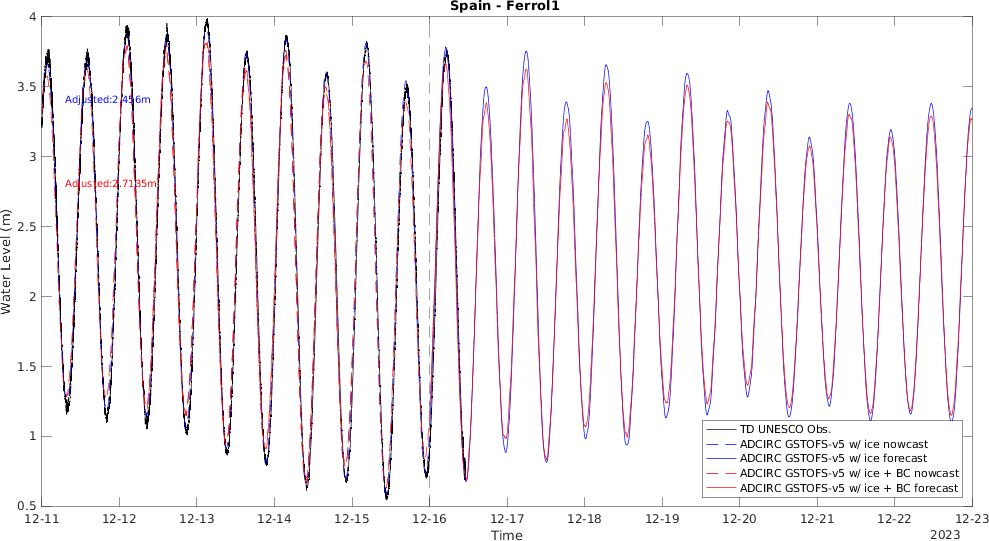 Spain - Ferrol1
4
3.5
3
2.5
2
1.5
1
0.5
Water Level (m)
Adjusted:2.456m
Adjusted:2.7135m
TD UNESCO Obs.
ADCIRC GSTOFS-v5 w/ ice nowcast
ADCIRC GSTOFS-v5 w/ ice forecast
ADCIRC GSTOFS-v5 w/ ice + BC nowcast
ADCIRC GSTOFS-v5 w/ ice + BC forecast
12-11 12-12 12-13 12-14 12-15 12-16 12-17 12-18 12-19 12-20 12-21 12-22 12-23
Time
2023